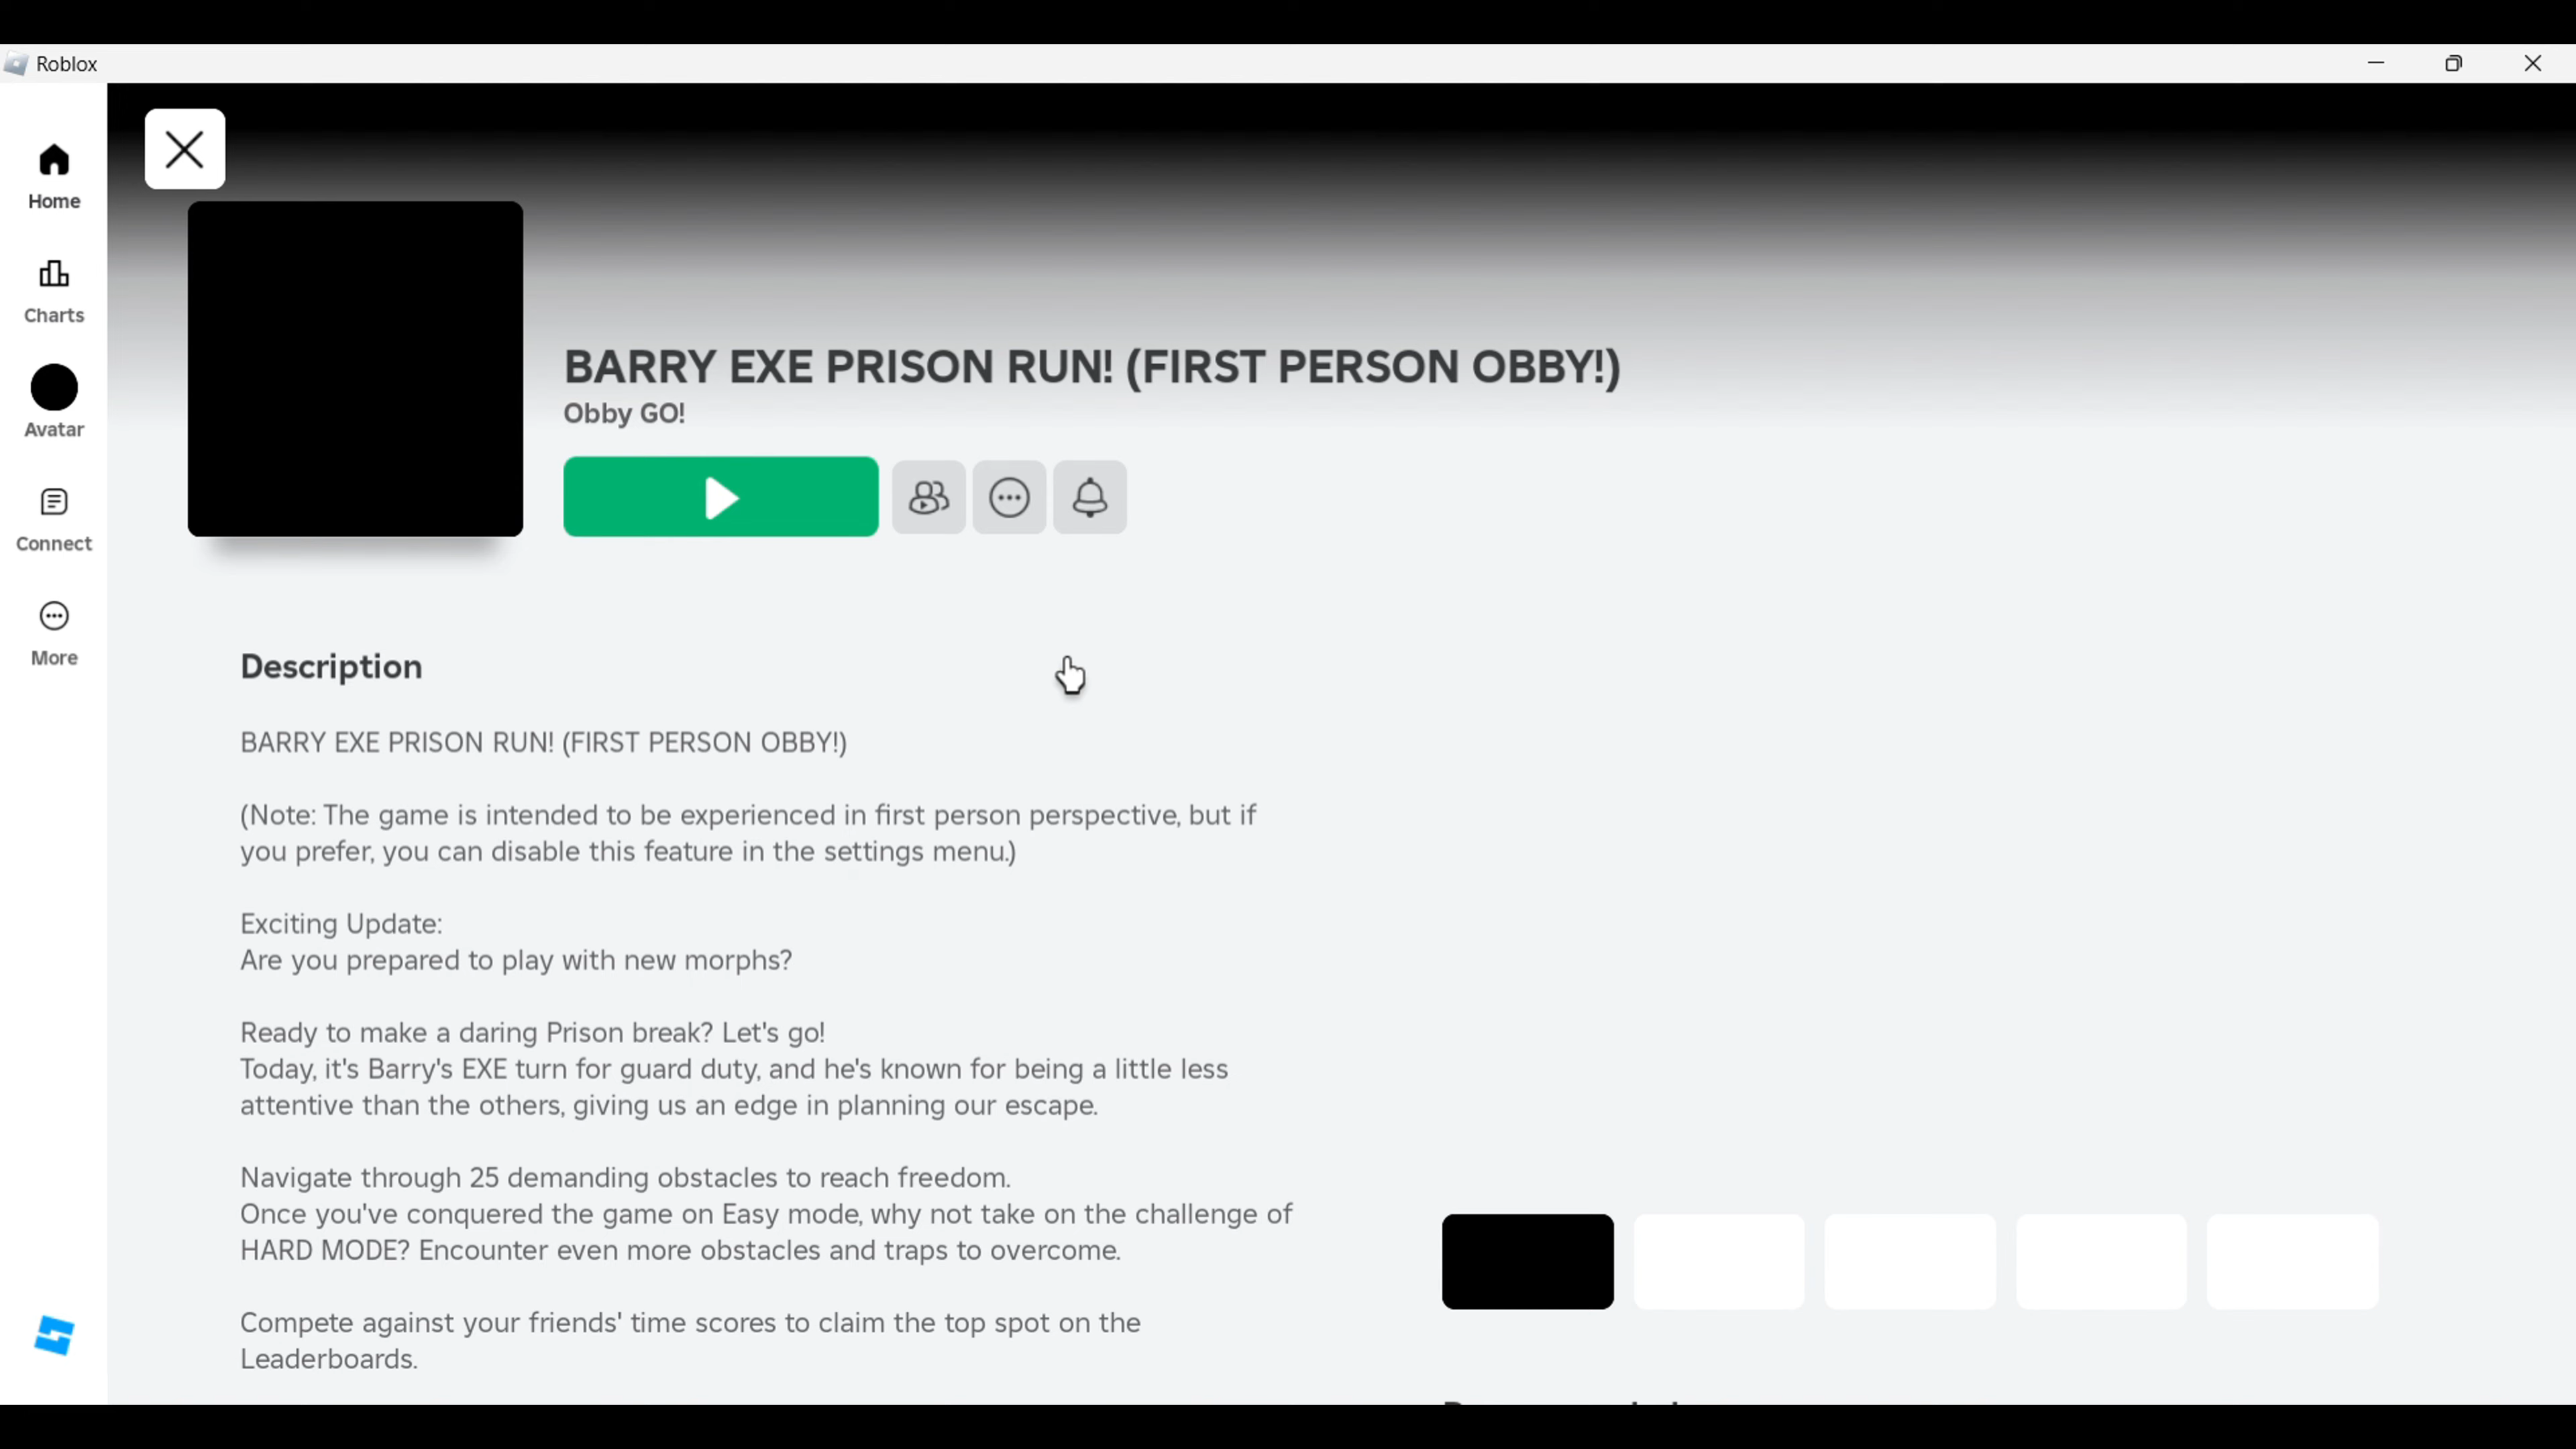 Roblox
Home
Charts
Avatar
Connect
More
BARRY EXE PRISON RUN! (FIRST PERSON OBBY!)
Obby GO!
Description
BARRY EXE PRISON RUN! (FIRST PERSON OBBY!)
(Note: The game is intended to be experienced in first person perspective, but if
you prefer, you can disable this feature in the settings menu.)
Exciting Update:
Are you prepared to play with new morphs?
Ready to make a daring Prison break? Let's go!
Today, it's Barry's EXE turn for guard duty, and he's known for being a little less
attentive than the others, giving us an edge in planning our escape.
Navigate through 25 demanding obstacles to reach freedom.
Once you've conquered the game on Easy mode, why not take on the challenge of
HARD MODE? Encounter even more obstacles and traps to overcome.
Compete against your friends' time scores to claim the top spot on the
Leaderboards.